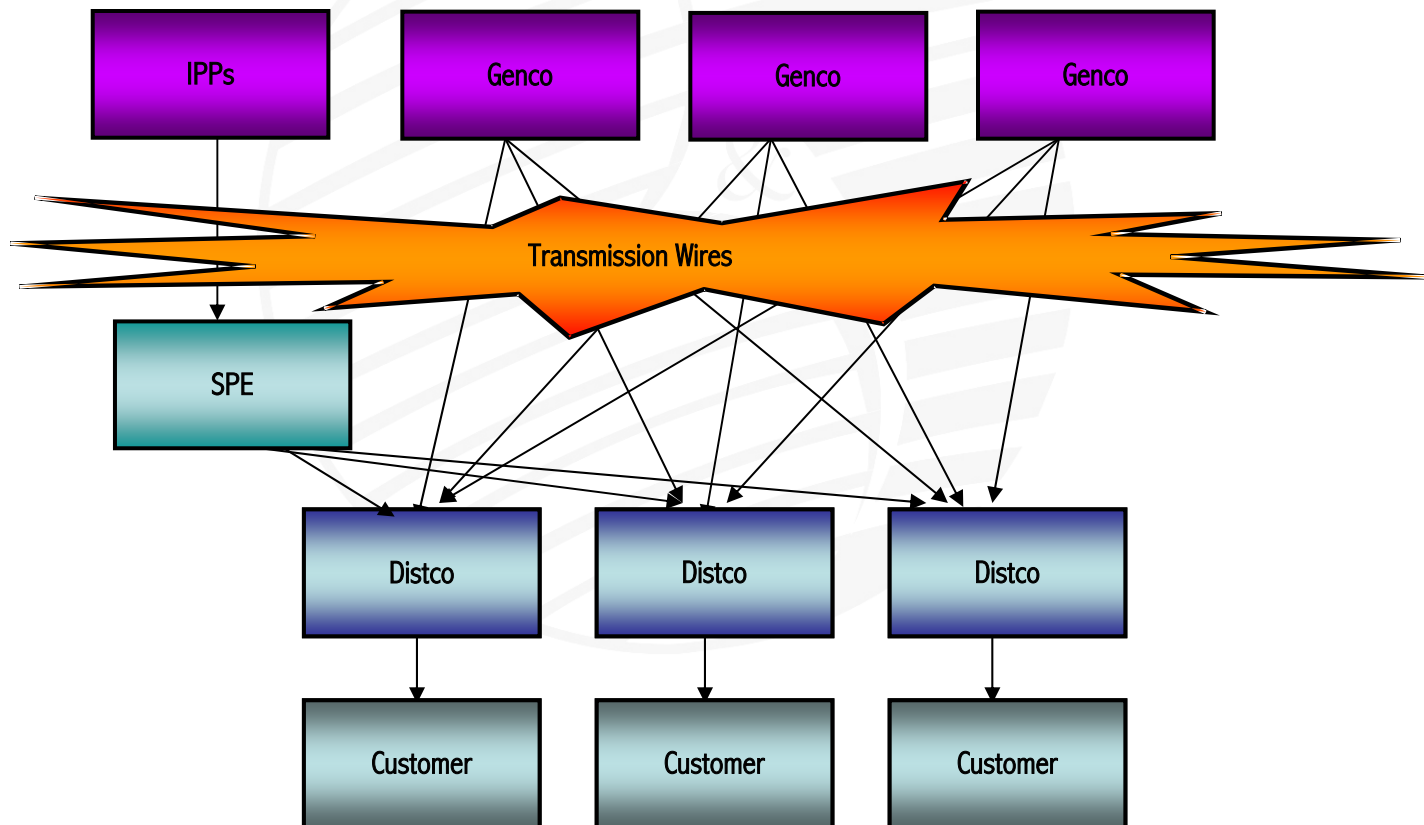 IPPs
Genco
Genco
Genco
Transmission Wires
SPE
Distco
Distco
Distco
Customer
Customer
Customer